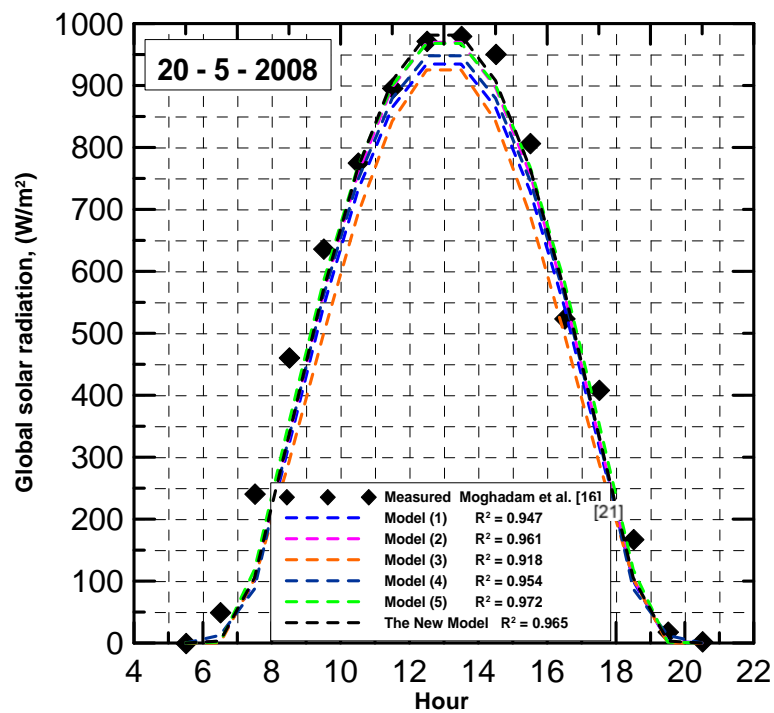 1000
900
800
700
600
500
400
300
200
100
0
Global solar radiation, (W/m²)
20 - 5 - 2008
Measured Moghadam et al. [16]
[21]
Model (1) R² = 0.947
Model (2) R² = 0.961
Model (3) R² = 0.918
Model (4) R² = 0.954
Model (5) R² = 0.972
The New Model R² = 0.965
4 6 8 10 12 14 16 18 20 22
Hour